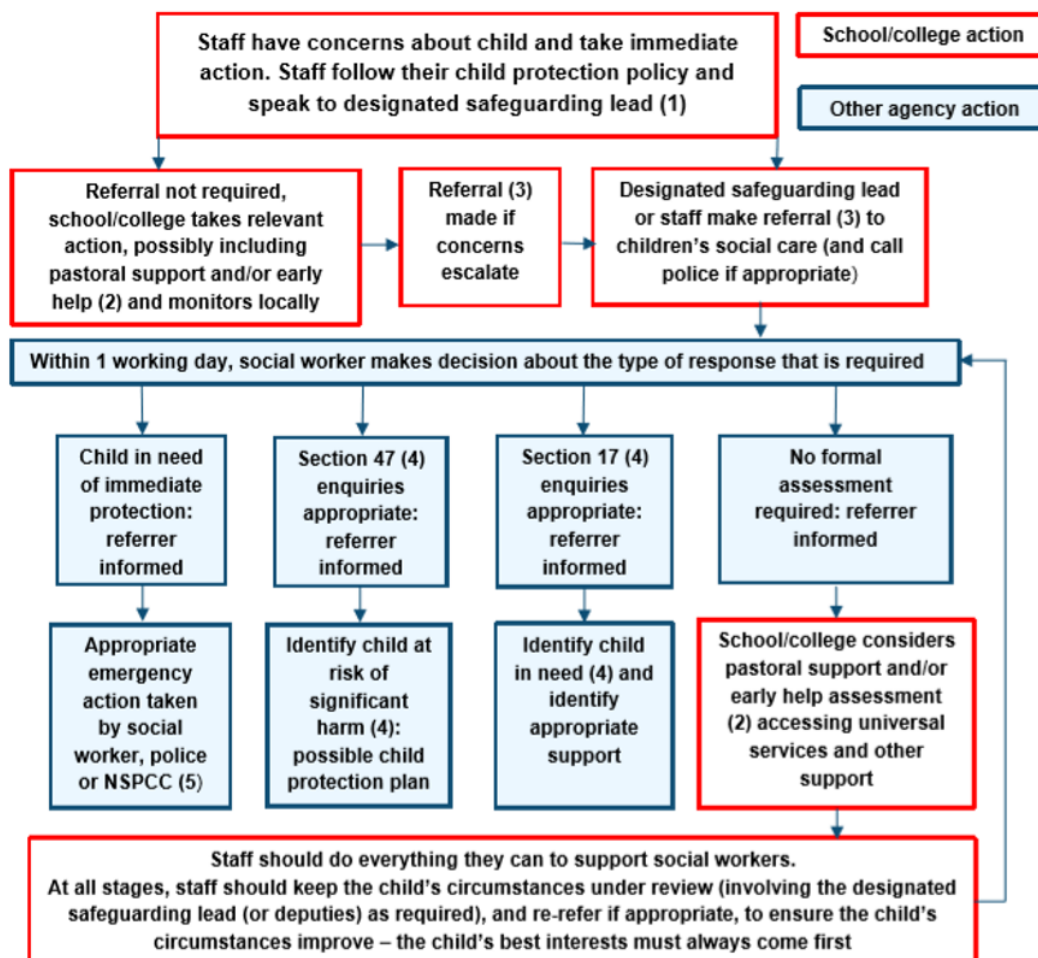 Staff have concerns about child and take immediate
action. Staff follow their child protection policy and
speak to designated safeguarding lead (1)
School/college action
Other agency action
Referral not required,
school/college takes relevant
action, possibly including
pastoral support and/or early
help (2) and monitors locally
Referral (3)
made if
concerns
escalate
Designated safeguarding lead
or staff make referral (3) to
children's social care (and call
police if appropriate)
Within 1 working day, social worker makes decision about the type of response that is required
Child in need
of immediate
protection:
referrer
informed
Section 47 (4)
enquiries
appropriate:
referrer
informed
Section 17 (4)
enquiries
appropriate:
referrer
informed
No formal
assessment
required: referrer
informed
Appropriate
emergency
action taken
by social
worker, police
or NSPCC (5)
Identify child at
risk of
significant
harm (4):
possible child
protection plan
Identify child
in need (4) and
identify
appropriate
support
School/college considers
pastoral support and/or
early help assessment
(2) accessing universal
services and other
support
Staff should do everything they can to support social workers.
At all stages, staff should keep the child's circumstances under review (involving the designated
safeguarding lead (or deputies) as required), and re-refer if appropriate, to ensure the child's
circumstances improve – the child's best interests must always come first